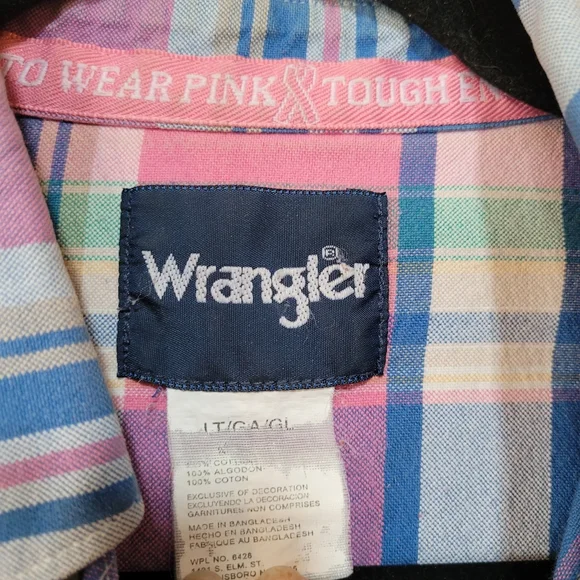 TO WEAR PINK TOUGH EN
Wrangler®
LT/GA/GL
100% ALGODON
100% COTON
EXCLUSIVE OF DECORATION
EXCLUYENDO LA DECORACION
GARNITURES NON COMPRISES
MADE IN BANGLADESH
HECHO EN BANGLADESH
FABRIQUE AU BANGLADESH
WPL NO. 6428
S. ELM ST.